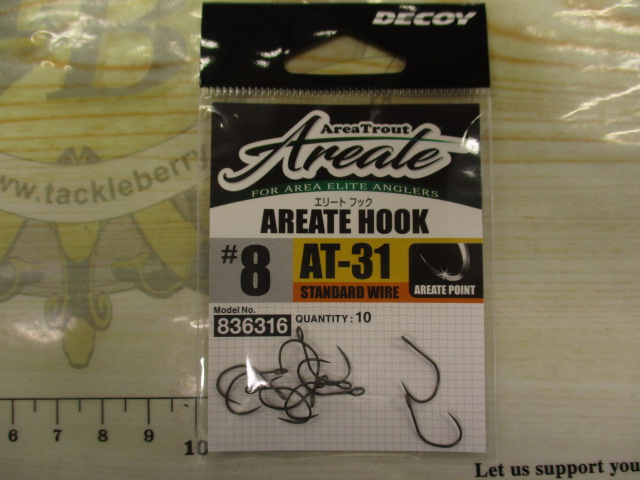 DECOY
AreaTrout
Areate
FOR AREA ELITE ANGLERS
エリート フック
AREATE HOOK
#8
AT-31
STANDARD WIRE
AREATE POINT
Model No.
836316
QUANTITY : 10
www.tackleberry
6 7 8 9 10
Let us support you